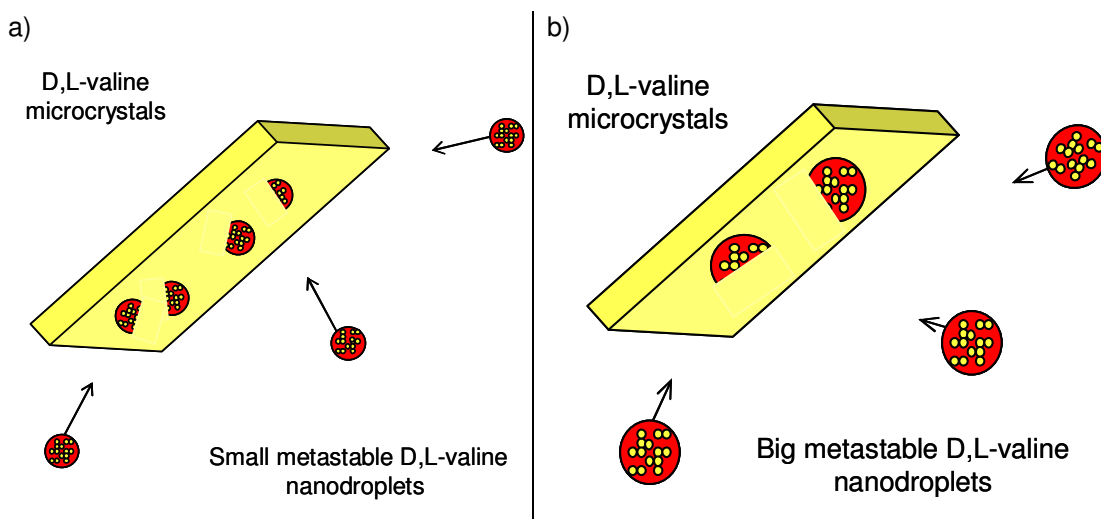 a)
D,L-valine
microcrystals
Small metastable D,L-valine
nanodroplets
b)
D,L-valine
microcrystals
Big metastable D,L-valine
nanodroplets